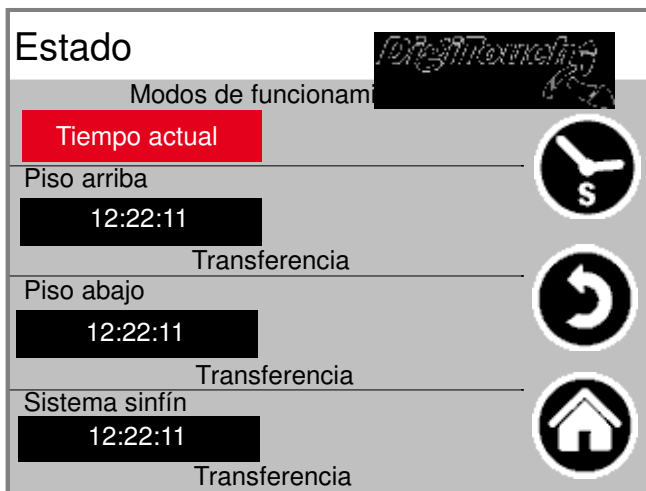 Estado
DigiTouch
Modos de funcionami
Tiempo actual
Piso arriba
S
12:22:11
Transferencia
Piso abajo
12:22:11
Transferencia
Sistema sinfín
12:22:11
Transferencia